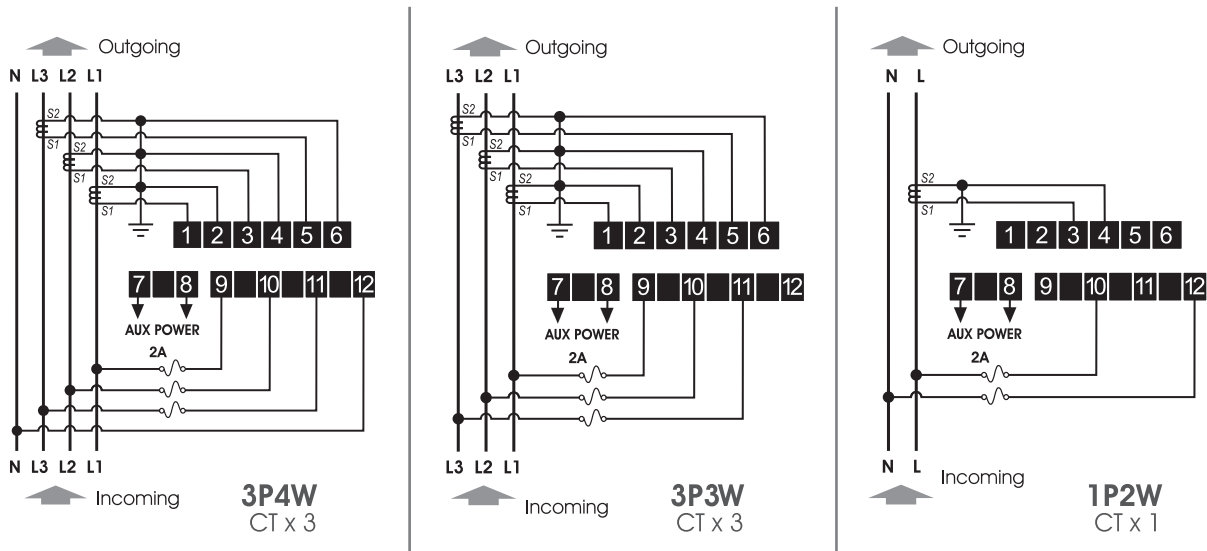 Outgoing
N L3 L2 L1
S2
S1
S2
S1
S2
S1
1 2 3 4 5 6
7 8 9 10 11 12
AUX POWER
2A
N L3 L2 L1
Incoming
3P4W
CT x 3
Outgoing
L3 L2 L1
S2
S1
S2
S1
S2
S1
1 2 3 4 5 6
7 8 9 10 11 12
AUX POWER
2A
L3 L2 L1
Incoming
3P3W
CT x 3
Outgoing
N L
S2
S1
1 2 3 4 5 6
7 8 9 10 11 12
AUX POWER
2A
N L
Incoming
1P2W
CT x 1